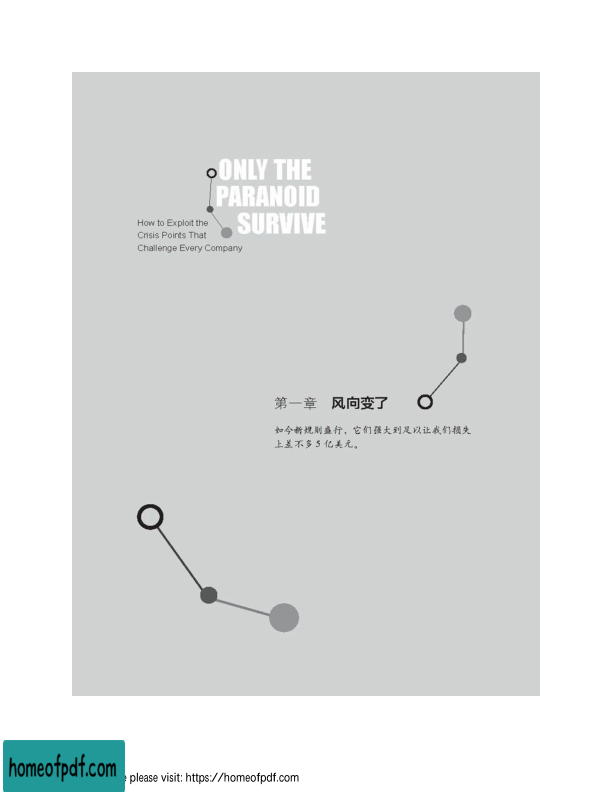 ONLY THE
PARANOID
SURVIVE
How to Exploit the
Crisis Points That
Challenge Every Company
第一章 风向变了
如今新规则盛行，它们强大到足以让我们损失
上差不多 5 亿美元。
homeofpdf.com
e please visit: https://homeofpdf.com